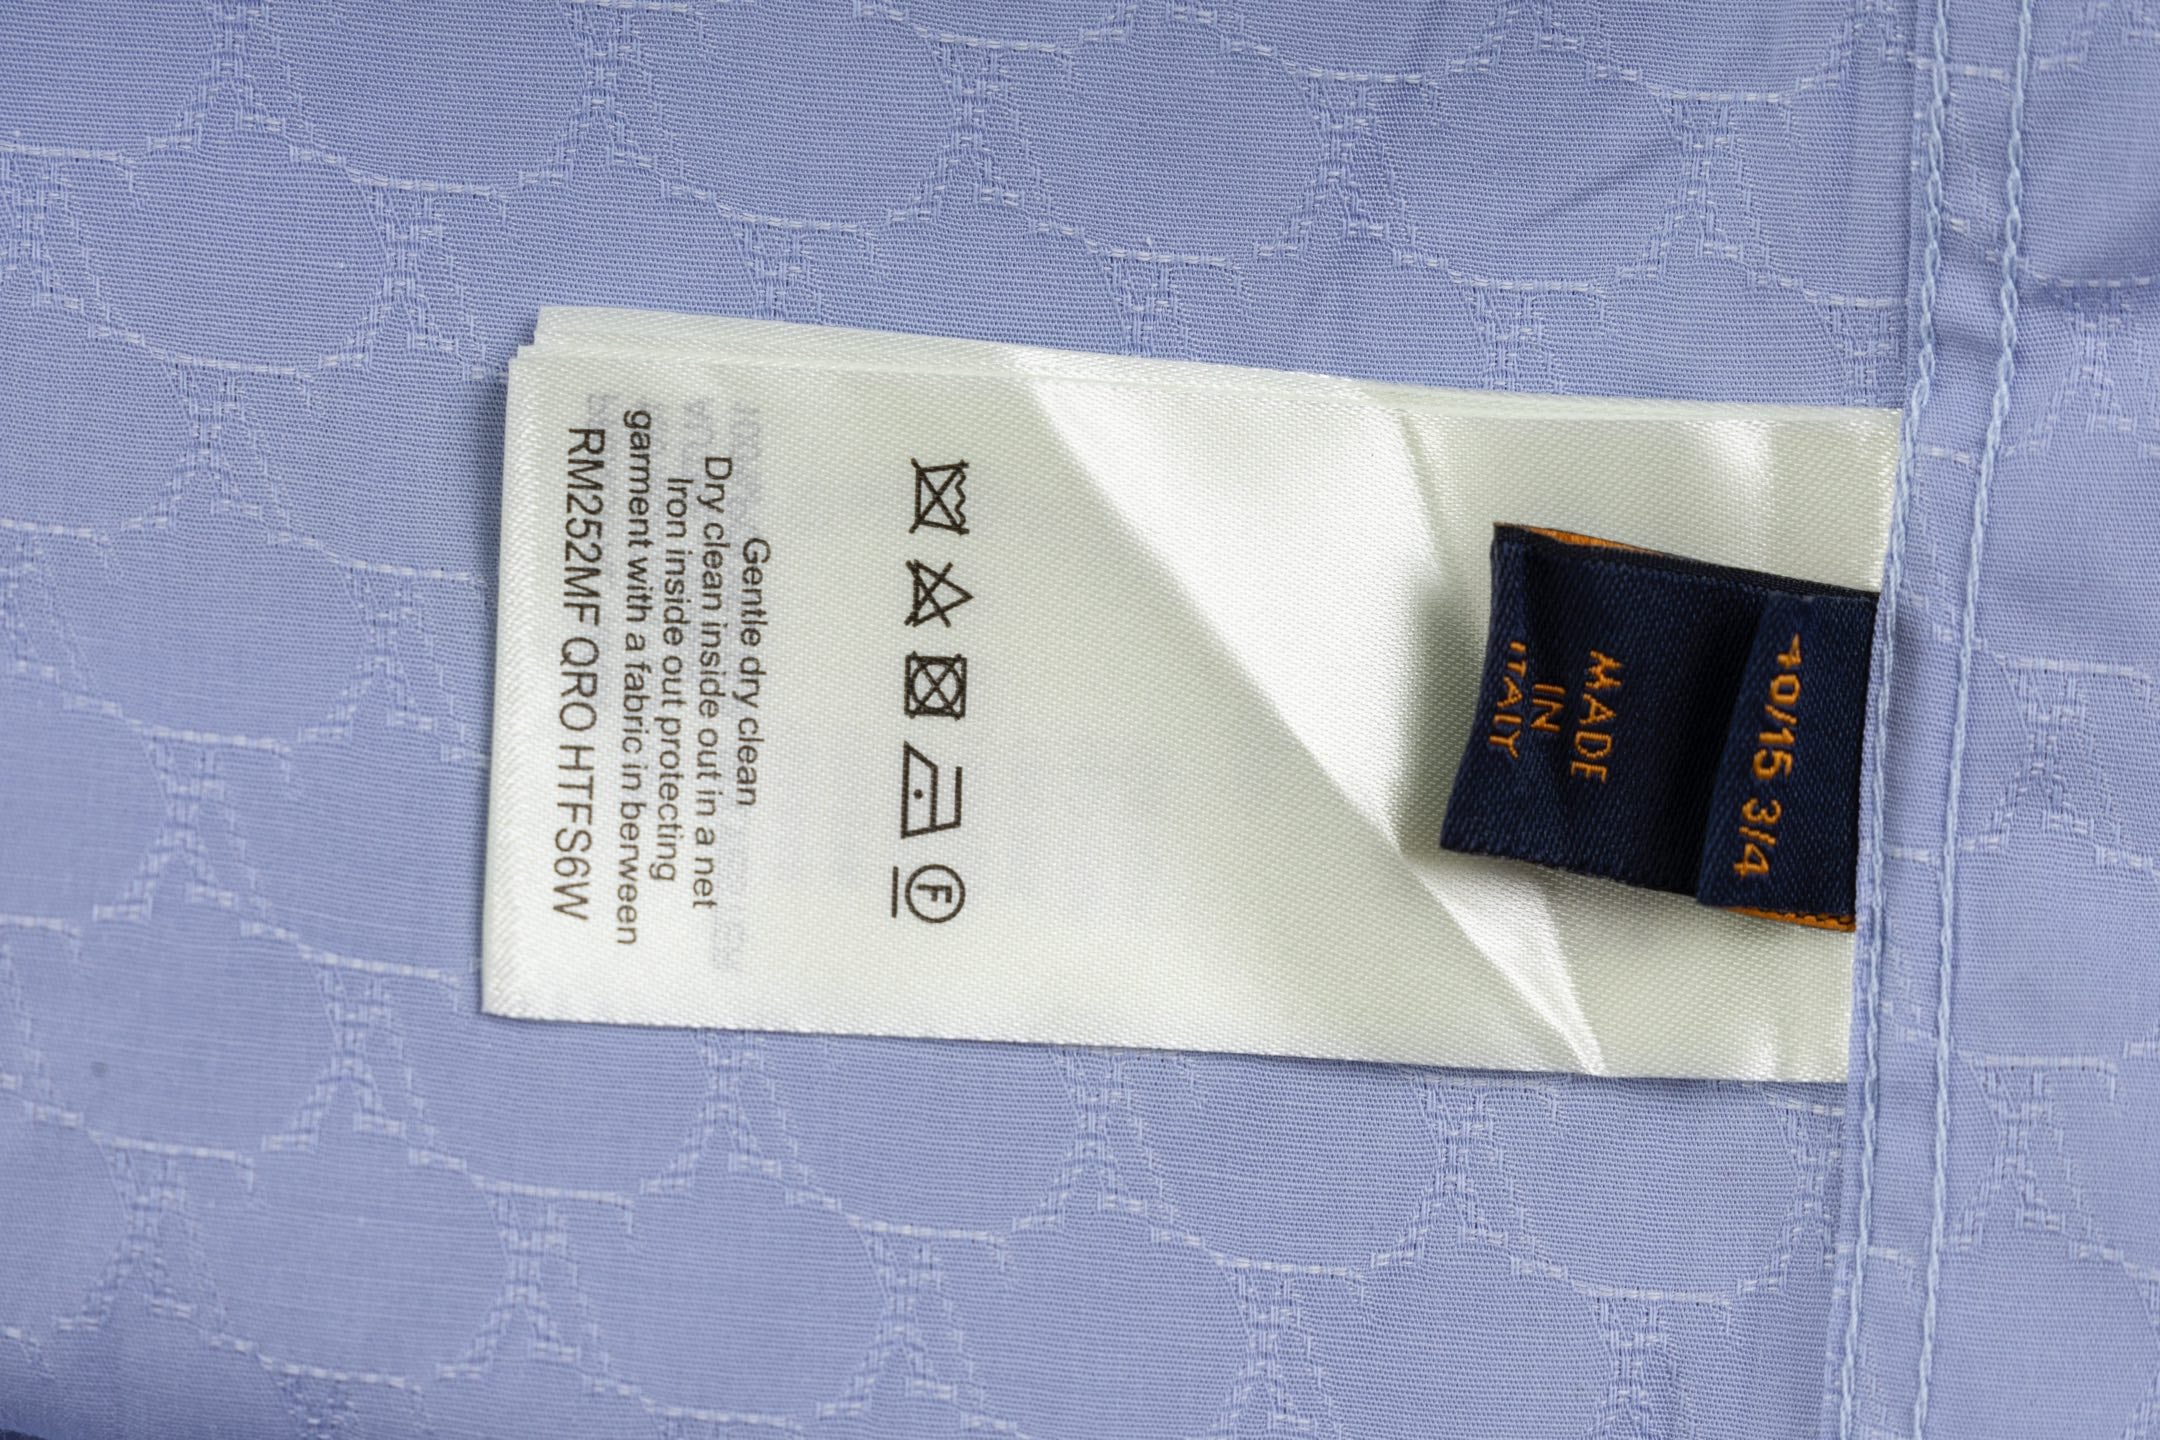 40/15 3/4
MADE
IN
ITALY
F
Gentle dry clean
Dry clean inside out in a net
Iron inside out protecting
garment with a fabric in berween
RM252MF QRO HTFS6W